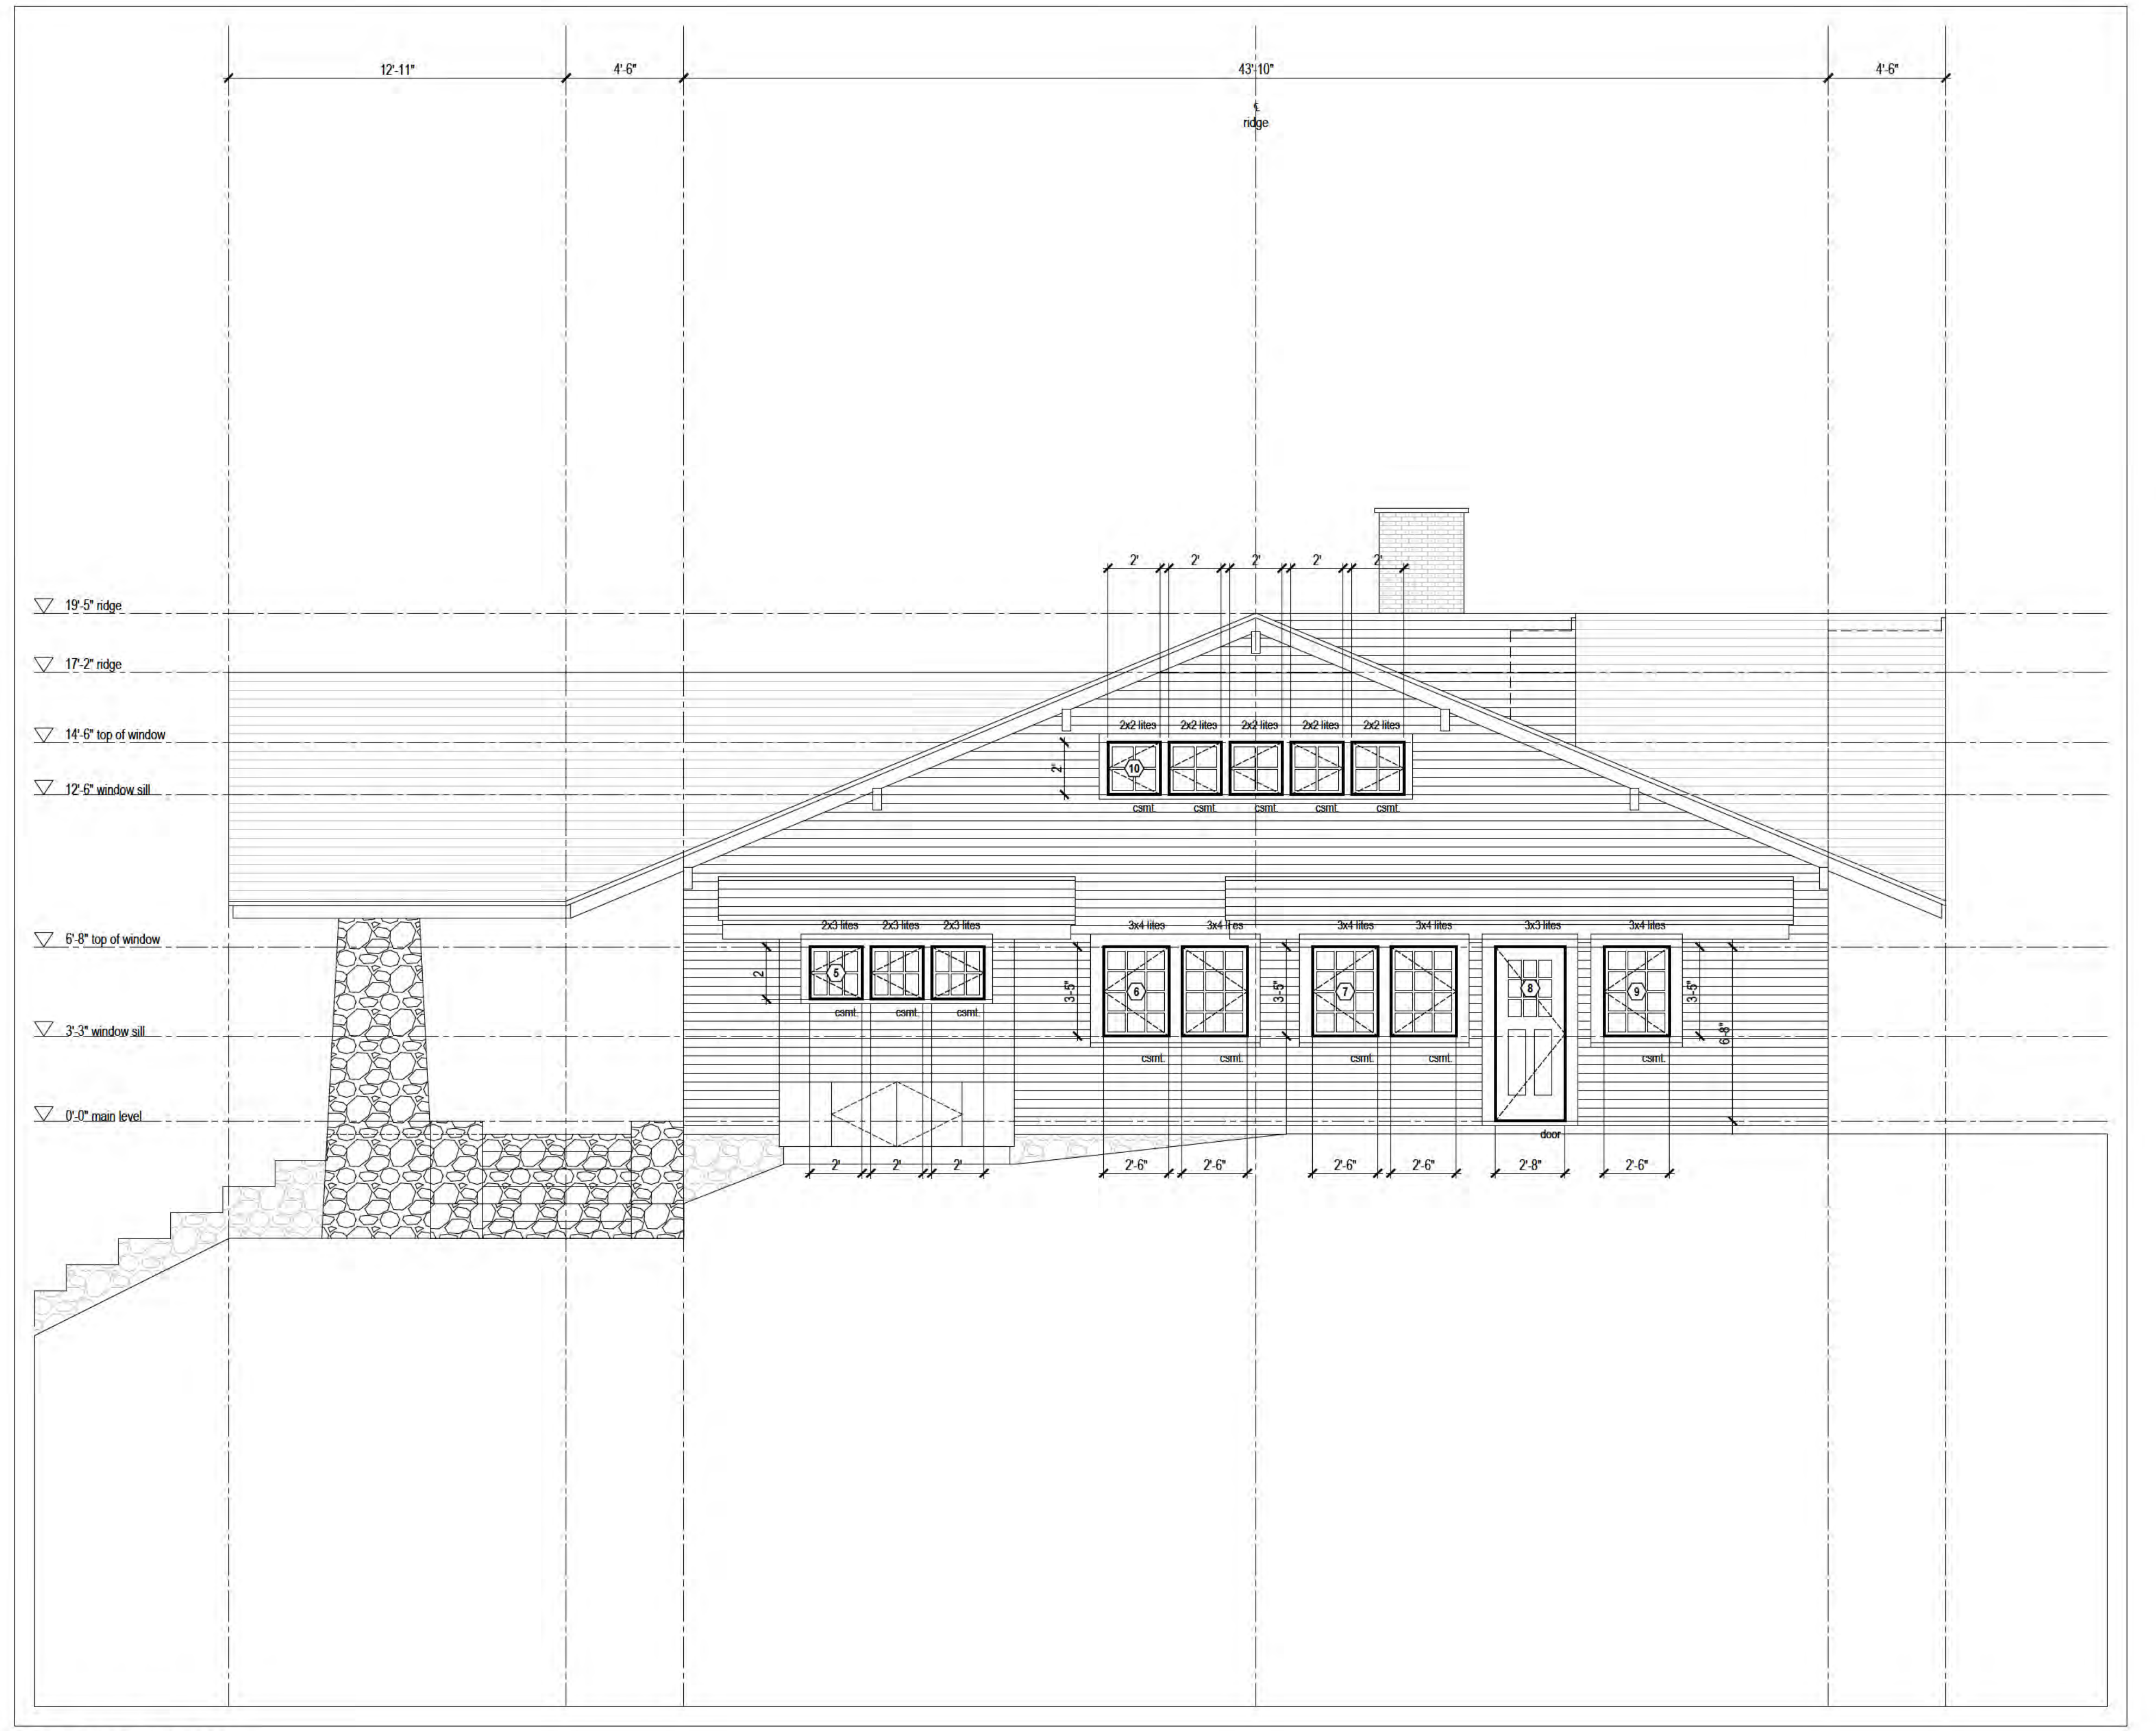 12'-11" 4'-6" 43'-10" 4'-6"
℄
ridge
2' 2' 2' 2' 2'
19'-5" ridge
17'-2" ridge
14'-6" top of window
2x2 lites 2x2 lites 2x2 lites 2x2 lites 2x2 lites
2'
10
12'-6" window sill
csmt. csmt. csmt. csmt. csmt.
6'-8" top of window
2x3 lites 2x3 lites 2x3 lites 3x4 lites 3x4 lites 3x4 lites 3x4 lites 3x3 lites 3x4 lites
2 5 3'-5" 6 3'-5" 7 8 9 3'-5"
csmt. csmt. csmt.
3'-3" window sill
6'-8"
csmt. csmt. csmt. csmt. csmt.
0'-0" main level
door
2' 2' 2' 2'-6" 2'-6" 2'-6" 2'-6" 2'-8" 2'-6"